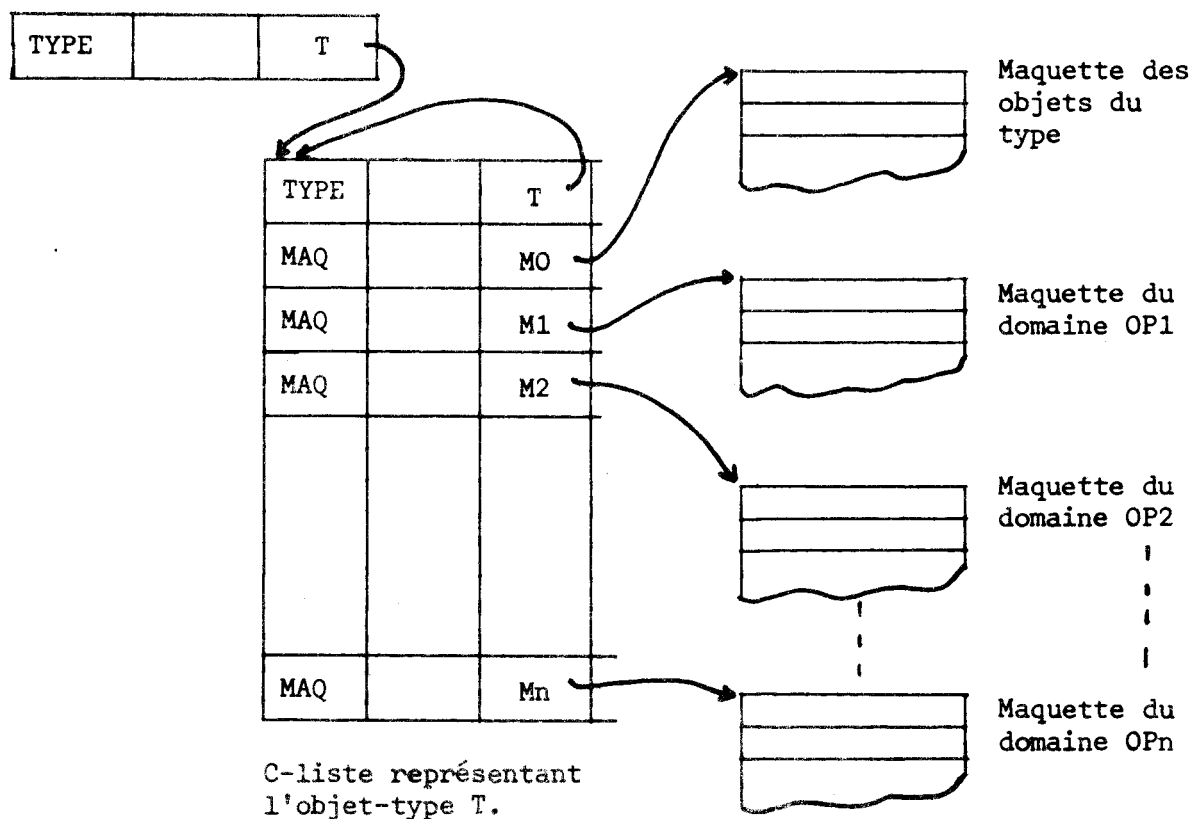 TYPE T
Maquette des
objets du
type
TYPE T
MAQ MO
MAQ M1
Maquette du
domaine OP1
MAQ M2
Maquette du
domaine OP2
MAQ Mn
Maquette du
domaine OPn
C-liste représentant
l'objet-type T.